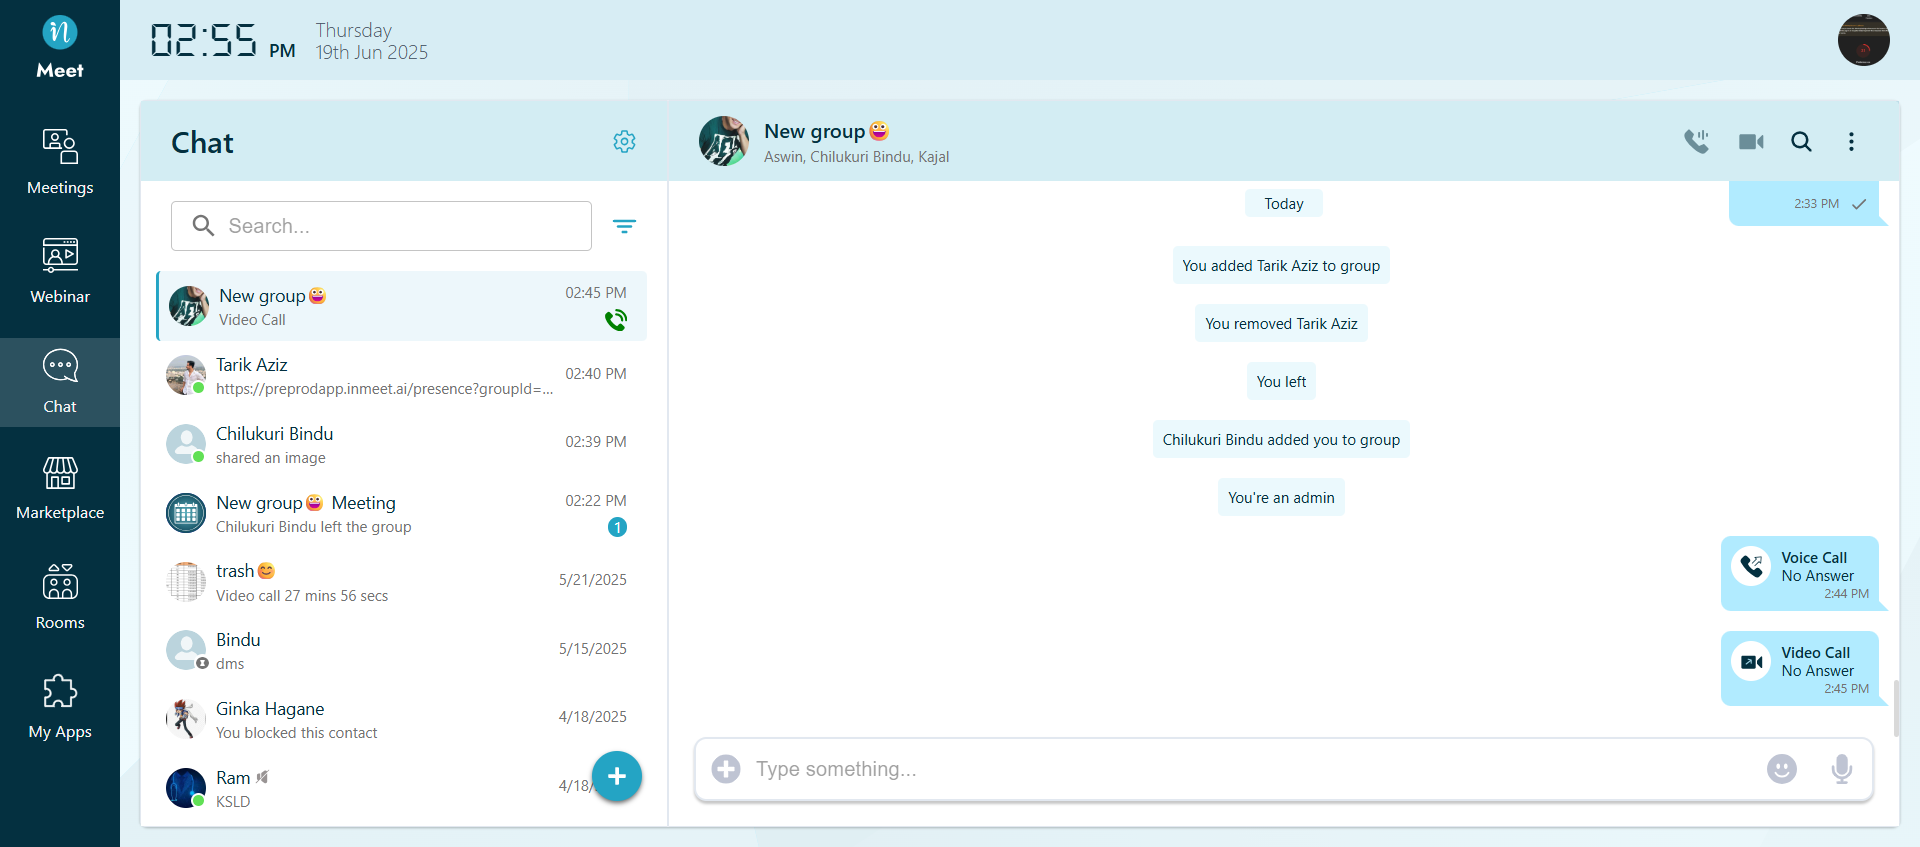 Meet
02:55 PM
Thursday
19th Jun 2025
Meetings
Webinar
Chat
Marketplace
Rooms
My Apps
Chat
Search...
New group😀
02:45 PM
Video Call
Tarik Aziz
02:40 PM
https://preprodapp.inmeet.ai/presence?groupId=...
Chilukuri Bindu
02:39 PM
shared an image
New group😀 Meeting
02:22 PM
Chilukuri Bindu left the group
1
trash😊
5/21/2025
Video call 27 mins 56 secs
Bindu
5/15/2025
dms
Ginka Hagane
4/18/2025
You blocked this contact
Ram
4/18/
KSLD
New group😀
Aswin, Chilukuri Bindu, Kajal
Today
2:33 PM
You added Tarik Aziz to group
You removed Tarik Aziz
You left
Chilukuri Bindu added you to group
You're an admin
Voice Call
No Answer
2:44 PM
Video Call
No Answer
2:45 PM
Type something...